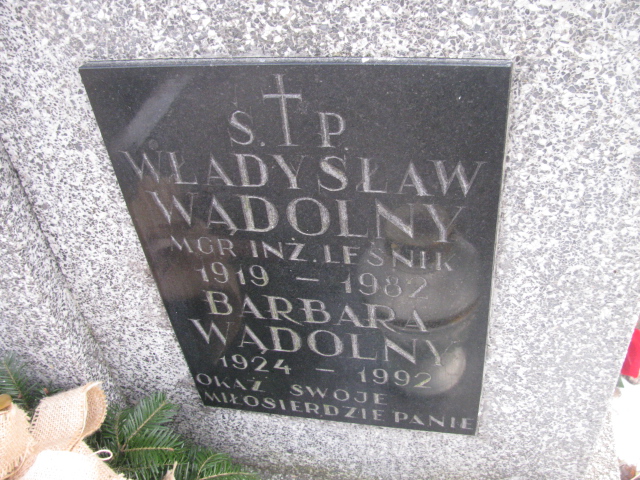 Ś. P.
WŁADYSŁAW
WĄDOLNY
MGR INŻ. LEŚNIK
1919 – 1982
BARBARA
WĄDOLNY
1924 – 1992
OKAŻ SWOJE
MIŁOSIERDZIE PANIE